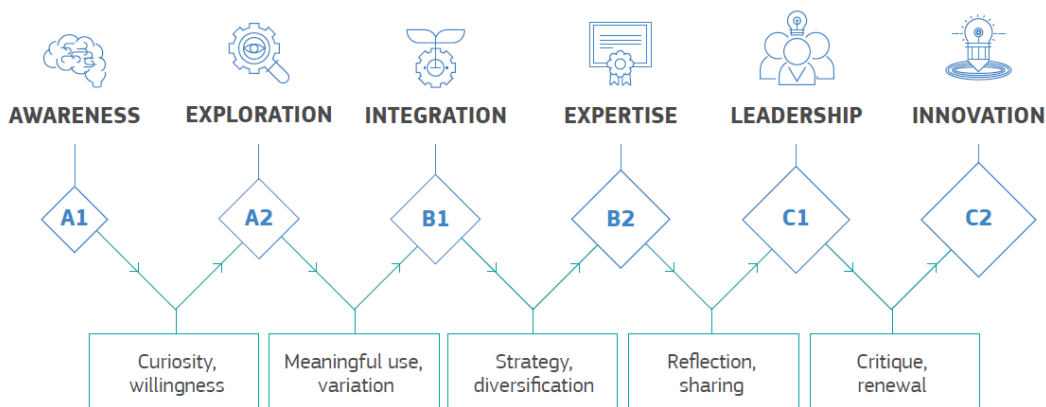 AWARENESS EXPLORATION INTEGRATION EXPERTISE LEADERSHIP INNOVATION
A1 A2 B1 B2 C1 C2
Curiosity,
willingness
Meaningful use,
variation
Strategy,
diversification
Reflection,
sharing
Critique,
renewal